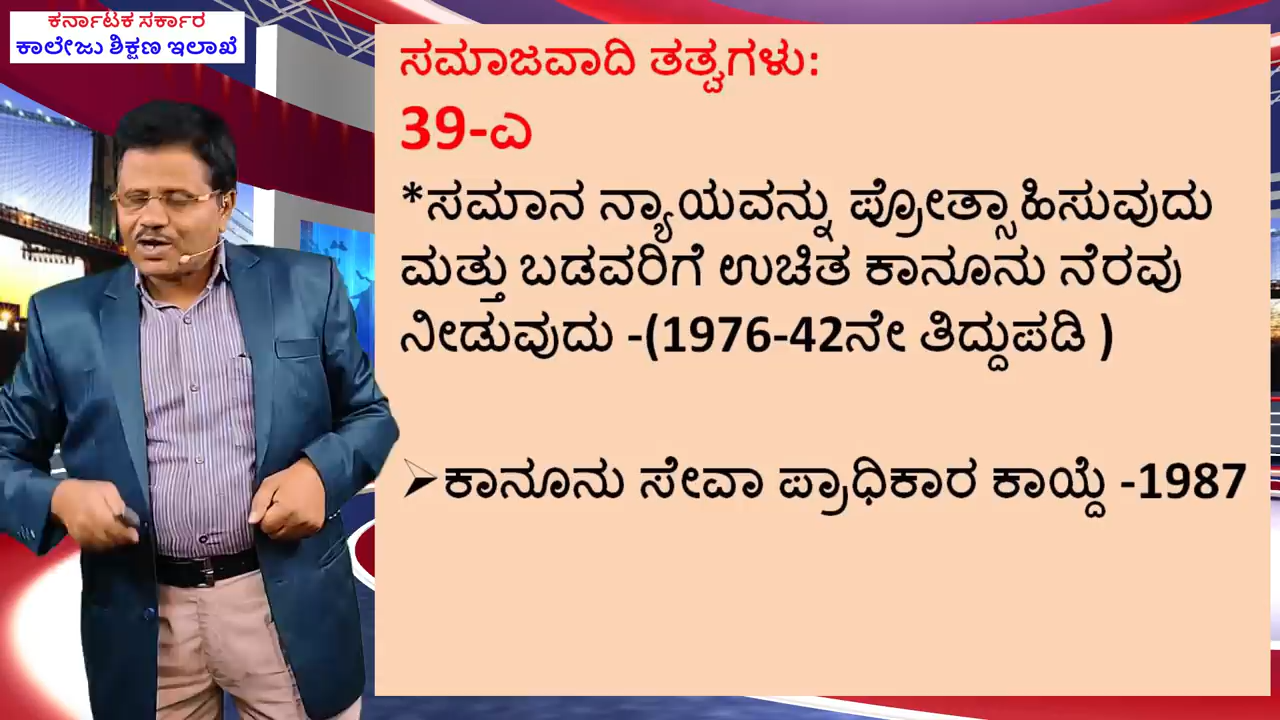 ಕರ್ನಾಟಕ ಸರ್ಕಾರ
ಕಾಲೇಜು ಶಿಕ್ಷಣ ಇಲಾಖೆ
ಸಮಾಜವಾದಿ ತತ್ವಗಳು:
39-ಎ
*ಸಮಾನ ನ್ಯಾಯವನ್ನು ಪ್ರೋತ್ಸಾಹಿಸುವುದು
ಮತ್ತು ಬಡವರಿಗೆ ಉಚಿತ ಕಾನೂನು ನೆರವು
ನೀಡುವುದು -(1976-42ನೇ ತಿದ್ದುಪಡಿ )
➢ಕಾನೂನು ಸೇವಾ ಪ್ರಾಧಿಕಾರ ಕಾಯ್ದೆ -1987